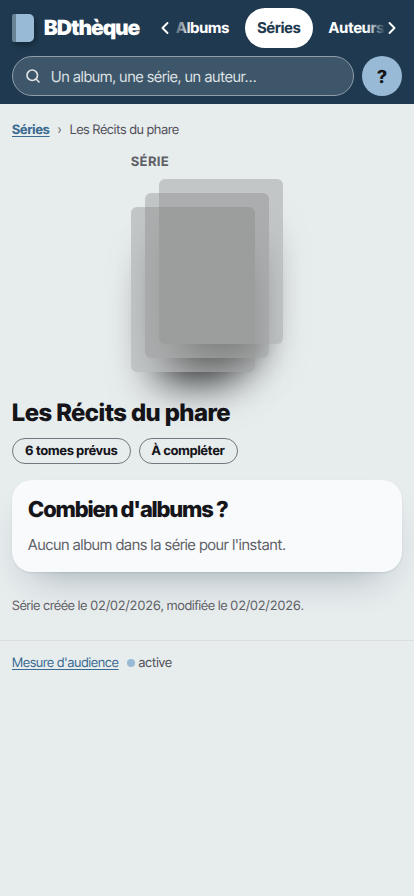 BDthèque
Albums
Séries
Auteurs
Un album, une série, un auteur...
?
Séries › Les Récits du phare
SÉRIE
Les Récits du phare
6 tomes prévus
À compléter
Combien d'albums ?
Aucun album dans la série pour l'instant.
Série créée le 02/02/2026, modifiée le 02/02/2026.
Mesure d'audience
active